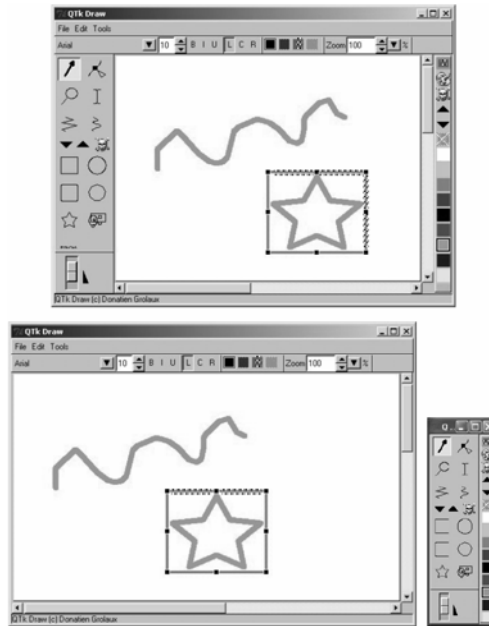 QTk Draw
File Edit Tools
Arial 10 B I U L C R Zoom 100 %
QTk Draw (c) Donatien Grolaux
QTk Draw
File Edit Tools
Arial 10 B I U L C R Zoom 100 %
Q...
QTk Draw (c) Donatien Grolaux